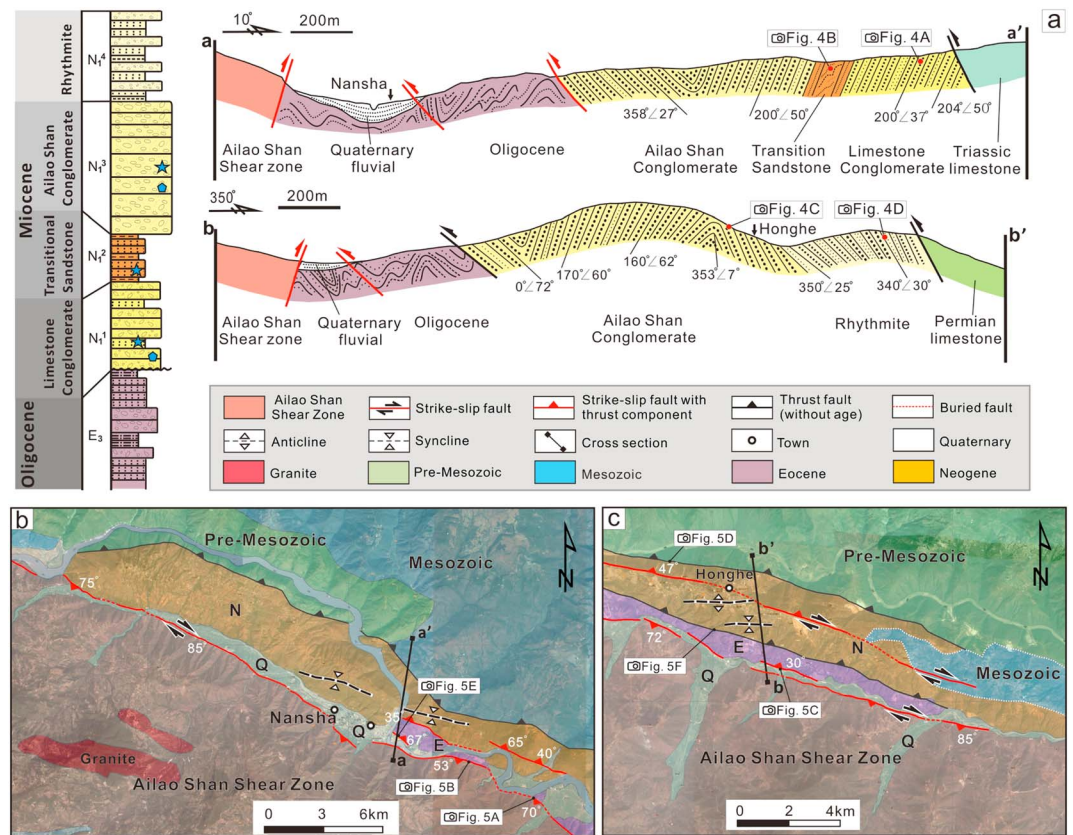 a
Rhythmite
N₁⁴
Miocene
Ailao Shan
Conglomerate
N₁³
Transitional
Sandstone
N₁²
Limestone
Conglomerate
N₁¹
Oligocene
E₃
10°
200m
a
a'
Nansha
Fig. 4B
Fig. 4A
358°∠27°
200°∠50°
200°∠37°
204°∠50°
Ailao Shan
Shear zone
Quaternary
fluvial
Oligocene
Ailao Shan
Conglomerate
Transition
Sandstone
Limestone
Conglomerate
Triassic
limestone
350°
200m
b
b'
Fig. 4C
Honghe
Fig. 4D
0°∠72°
170°∠60°
160°∠62°
353°∠7°
350°∠25°
340°∠30°
Ailao Shan
Shear zone
Quaternary
fluvial
Oligocene
Ailao Shan
Conglomerate
Rhythmite
Permian
limestone
Ailao Shan
Shear Zone
Strike-slip fault
Strike-slip fault with
thrust component
Thrust fault
(without age)
Buried fault
Anticline
Syncline
Cross section
Town
Quaternary
Granite
Pre-Mesozoic
Mesozoic
Eocene
Neogene
b
Pre-Mesozoic
Mesozoic
N
75°
N
85°
Q
a'
Fig. 5E
Nansha
Q
35°
67°
E
65°
40°
53°
a
Fig. 5B
Granite
Ailao Shan Shear Zone
Fig. 5A
70°
0 3 6km
c
Fig. 5D
b'
Pre-Mesozoic
N
47°
Honghe
72°
E
N
Mesozoic
Fig. 5F
30°
Q
b
Fig. 5C
Q
85°
Ailao Shan Shear Zone
0 2 4km